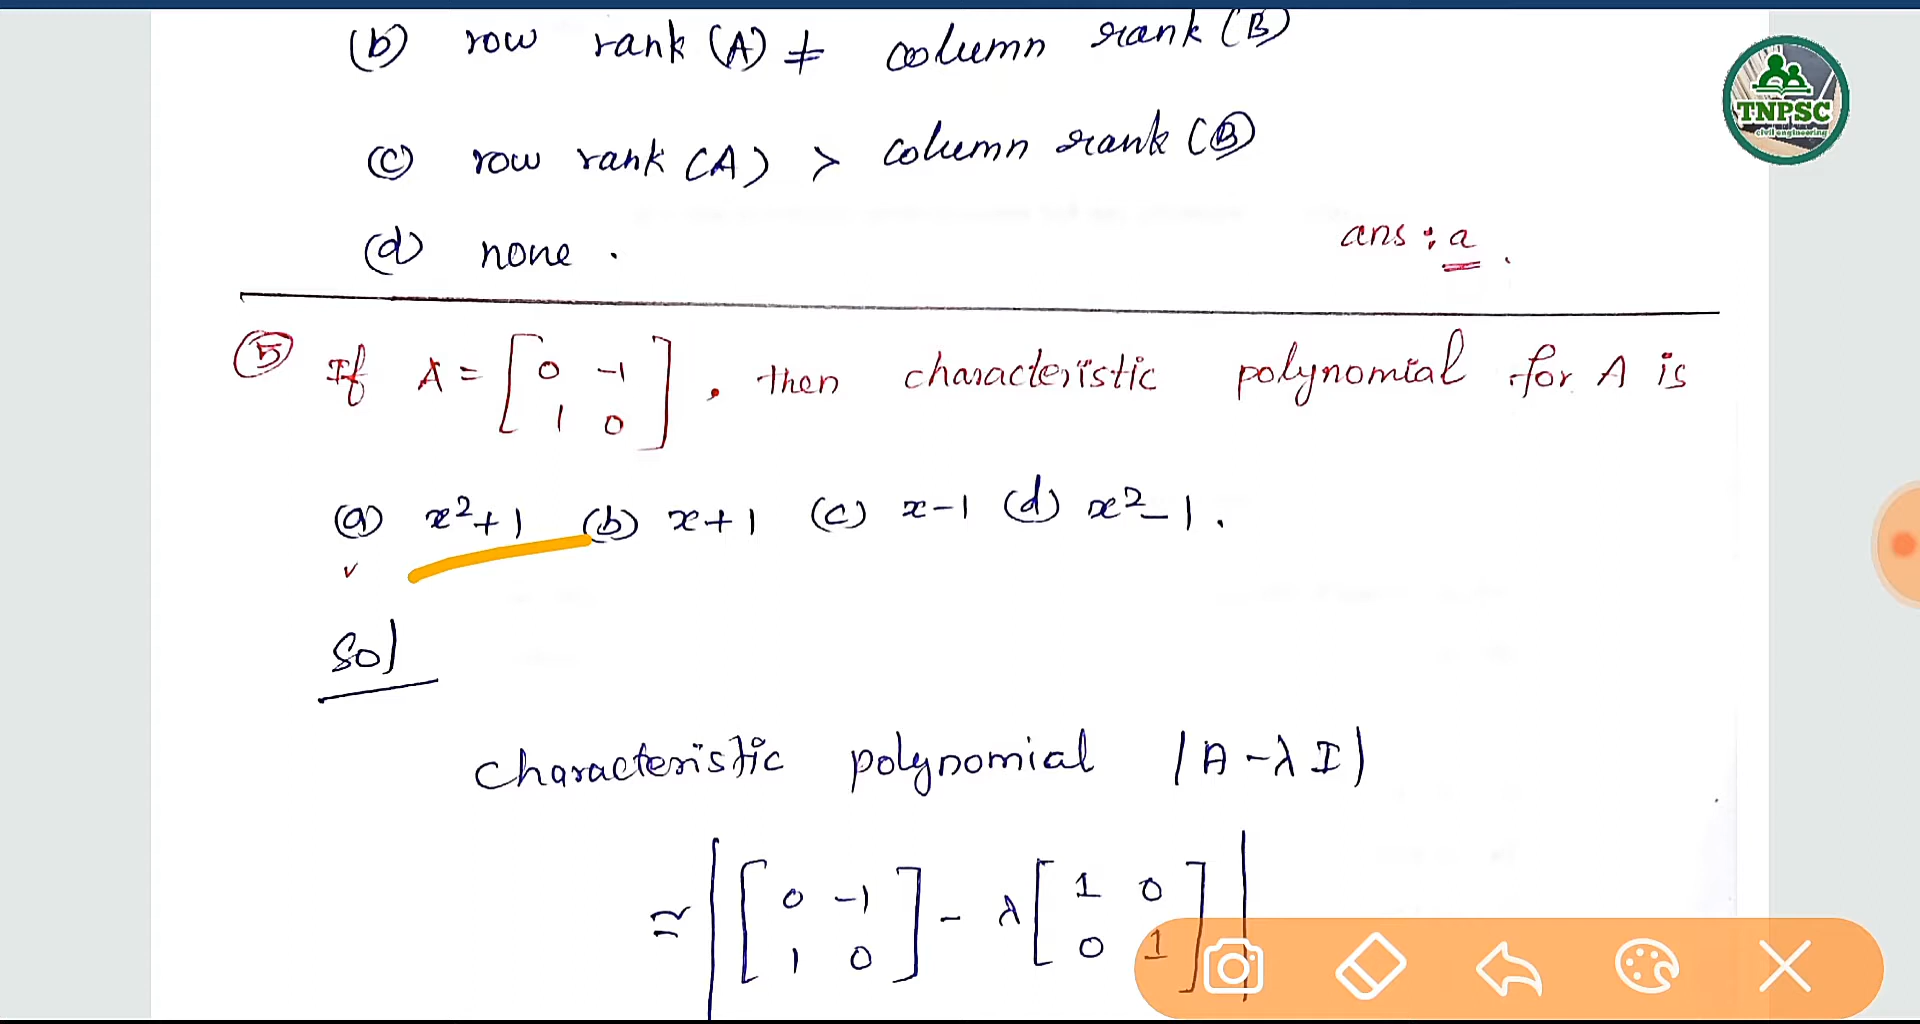 (b) row rank (A) ≠ column rank (B)
(c) row rank (A) > column rank (B)
(d) none .
ans : a .
TNPSC
civil engineering
(5) If A = [ 0 -1
1 0 ] , then characteristic polynomial for A is
(a) x²+1 (b) x+1 (c) x-1 (d) x²-1 .
Sol
characteristic polynomial |A-λI|
≃ | [ 0 -1 ] - λ [ 1 0 ] |
1 0 0 1